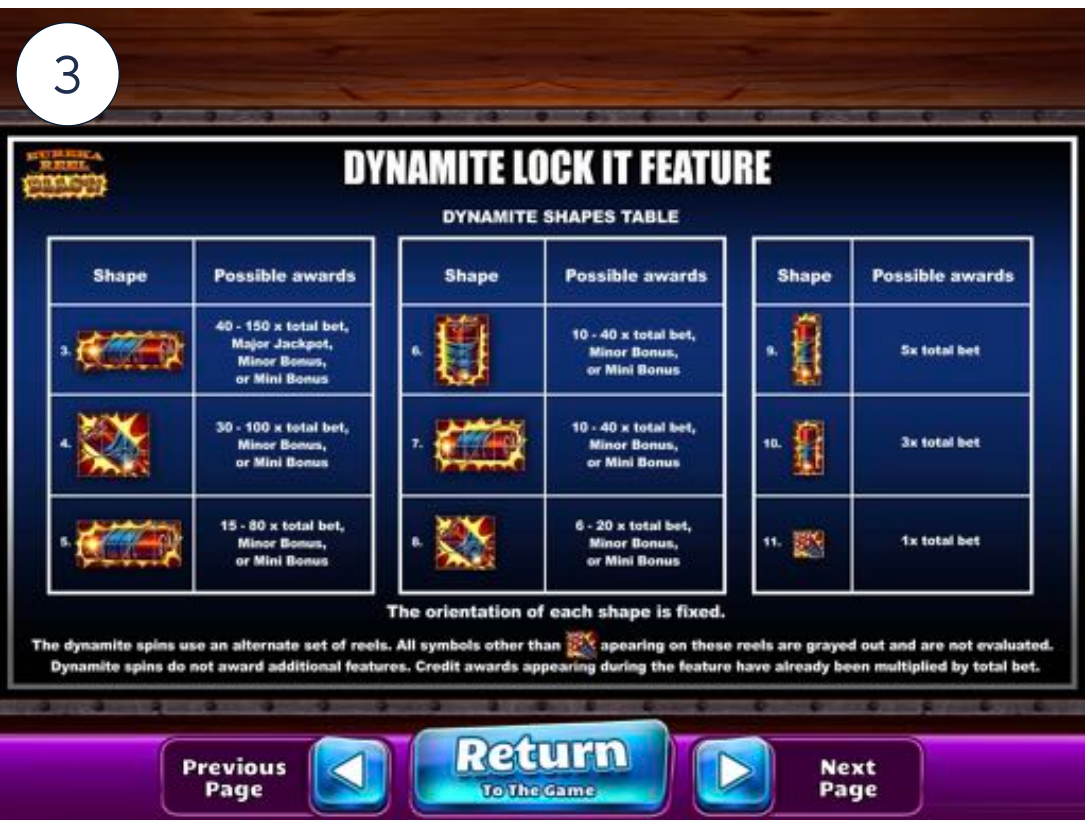 3
EUREKA
REEL
BLAST
DYNAMITE LOCK IT FEATURE
DYNAMITE SHAPES TABLE
Shape
Possible awards
3.
40 - 150 x total bet,
Major Jackpot,
Minor Bonus,
or Mini Bonus
4.
30 - 100 x total bet,
Minor Bonus,
or Mini Bonus
5.
15 - 80 x total bet,
Minor Bonus,
or Mini Bonus
Shape
Possible awards
6.
10 - 40 x total bet,
Minor Bonus,
or Mini Bonus
7.
10 - 40 x total bet,
Minor Bonus,
or Mini Bonus
8.
6 - 20 x total bet,
Minor Bonus,
or Mini Bonus
Shape
Possible awards
9.
5x total bet
10.
3x total bet
11.
1x total bet
The orientation of each shape is fixed.
The dynamite spins use an alternate set of reels. All symbols other than apearing on these reels are grayed out and are not evaluated.
Dynamite spins do not award additional features. Credit awards appearing during the feature have already been multiplied by total bet.
Previous
Page
Return
To The Game
Next
Page